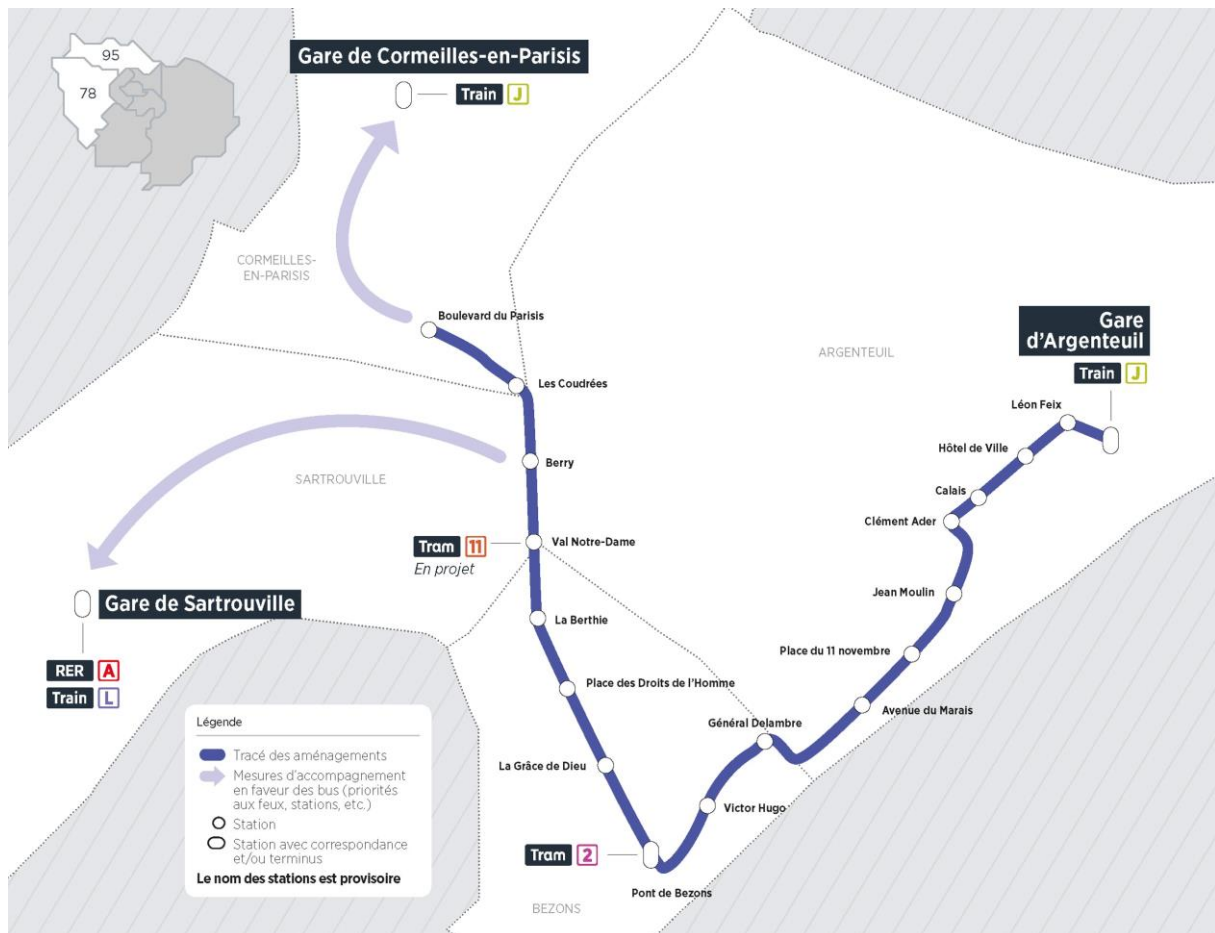 95
78
Gare de Cormeilles-en-Parisis
Train J
CORMEILLES-
EN-PARISIS
Boulevard du Parisis
Les Coudrées
ARGENTEUIL
Gare
d'Argenteuil
Train J
Léon Feix
Hôtel de Ville
Calais
Clément Ader
Berry
SARTROUVILLE
Tram 11
En projet
Val Notre-Dame
Jean Moulin
Gare de Sartrouville
La Berthie
RER A
Train L
Place du 11 novembre
Place des Droits de l'Homme
Avenue du Marais
Général Delambre
La Grâce de Dieu
Victor Hugo
Tram 2
Pont de Bezons
BEZONS
Légende
Tracé des aménagements
Mesures d'accompagnement
en faveur des bus (priorités
aux feux, stations, etc.)
Station
Station avec correspondance
et/ou terminus
Le nom des stations est provisoire